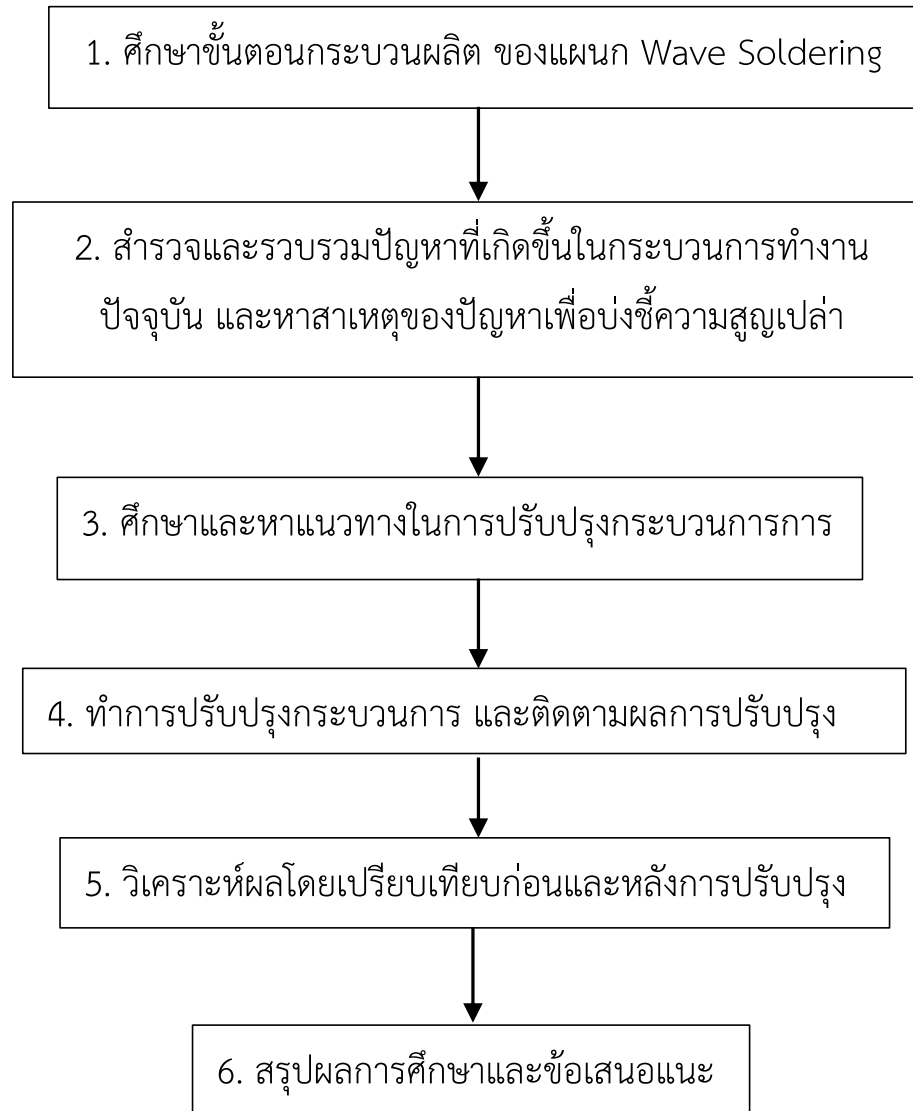 1. ศึกษาขั้นตอนกระบวนผลิต ของแผนก Wave Soldering
2. สำรวจและรวบรวมปัญหาที่เกิดขึ้นในกระบวนการทำงาน
ปัจจุบัน และหาสาเหตุของปัญหาเพื่อบ่งชี้ความสูญเปล่า
3. ศึกษาและหาแนวทางในการปรับปรุงกระบวนการการ
4. ทำการปรับปรุงกระบวนการ และติดตามผลการปรับปรุง
5. วิเคราะห์ผลโดยเปรียบเทียบก่อนและหลังการปรับปรุง
6. สรุปผลการศึกษาและข้อเสนอแนะ